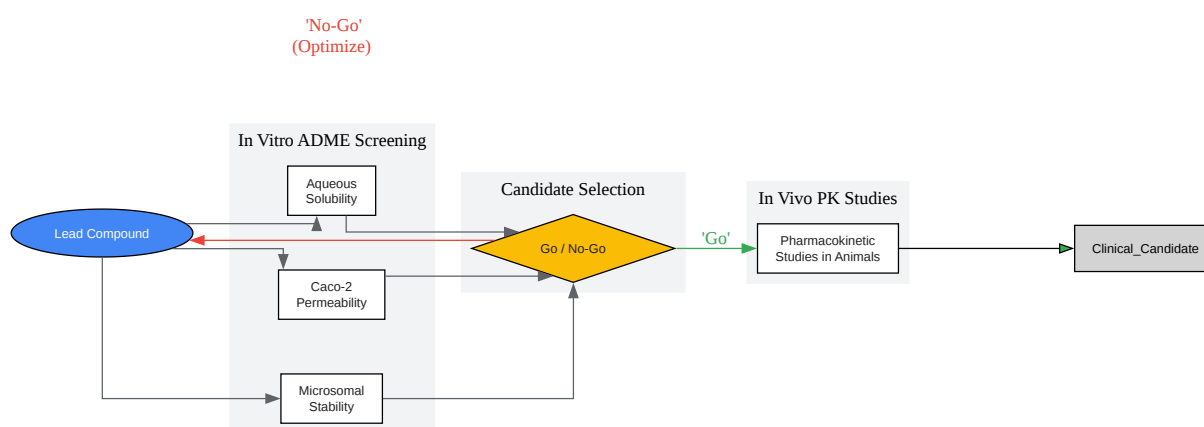 'No-Go'
(Optimize)
In Vitro ADME Screening
Aqueous
Solubility
Lead Compound
Caco-2
Permeability
Microsomal
Stability
Candidate Selection
Go / No-Go
'Go'
In Vivo PK Studies
Pharmacokinetic
Studies in Animals
Clinical_Candidate